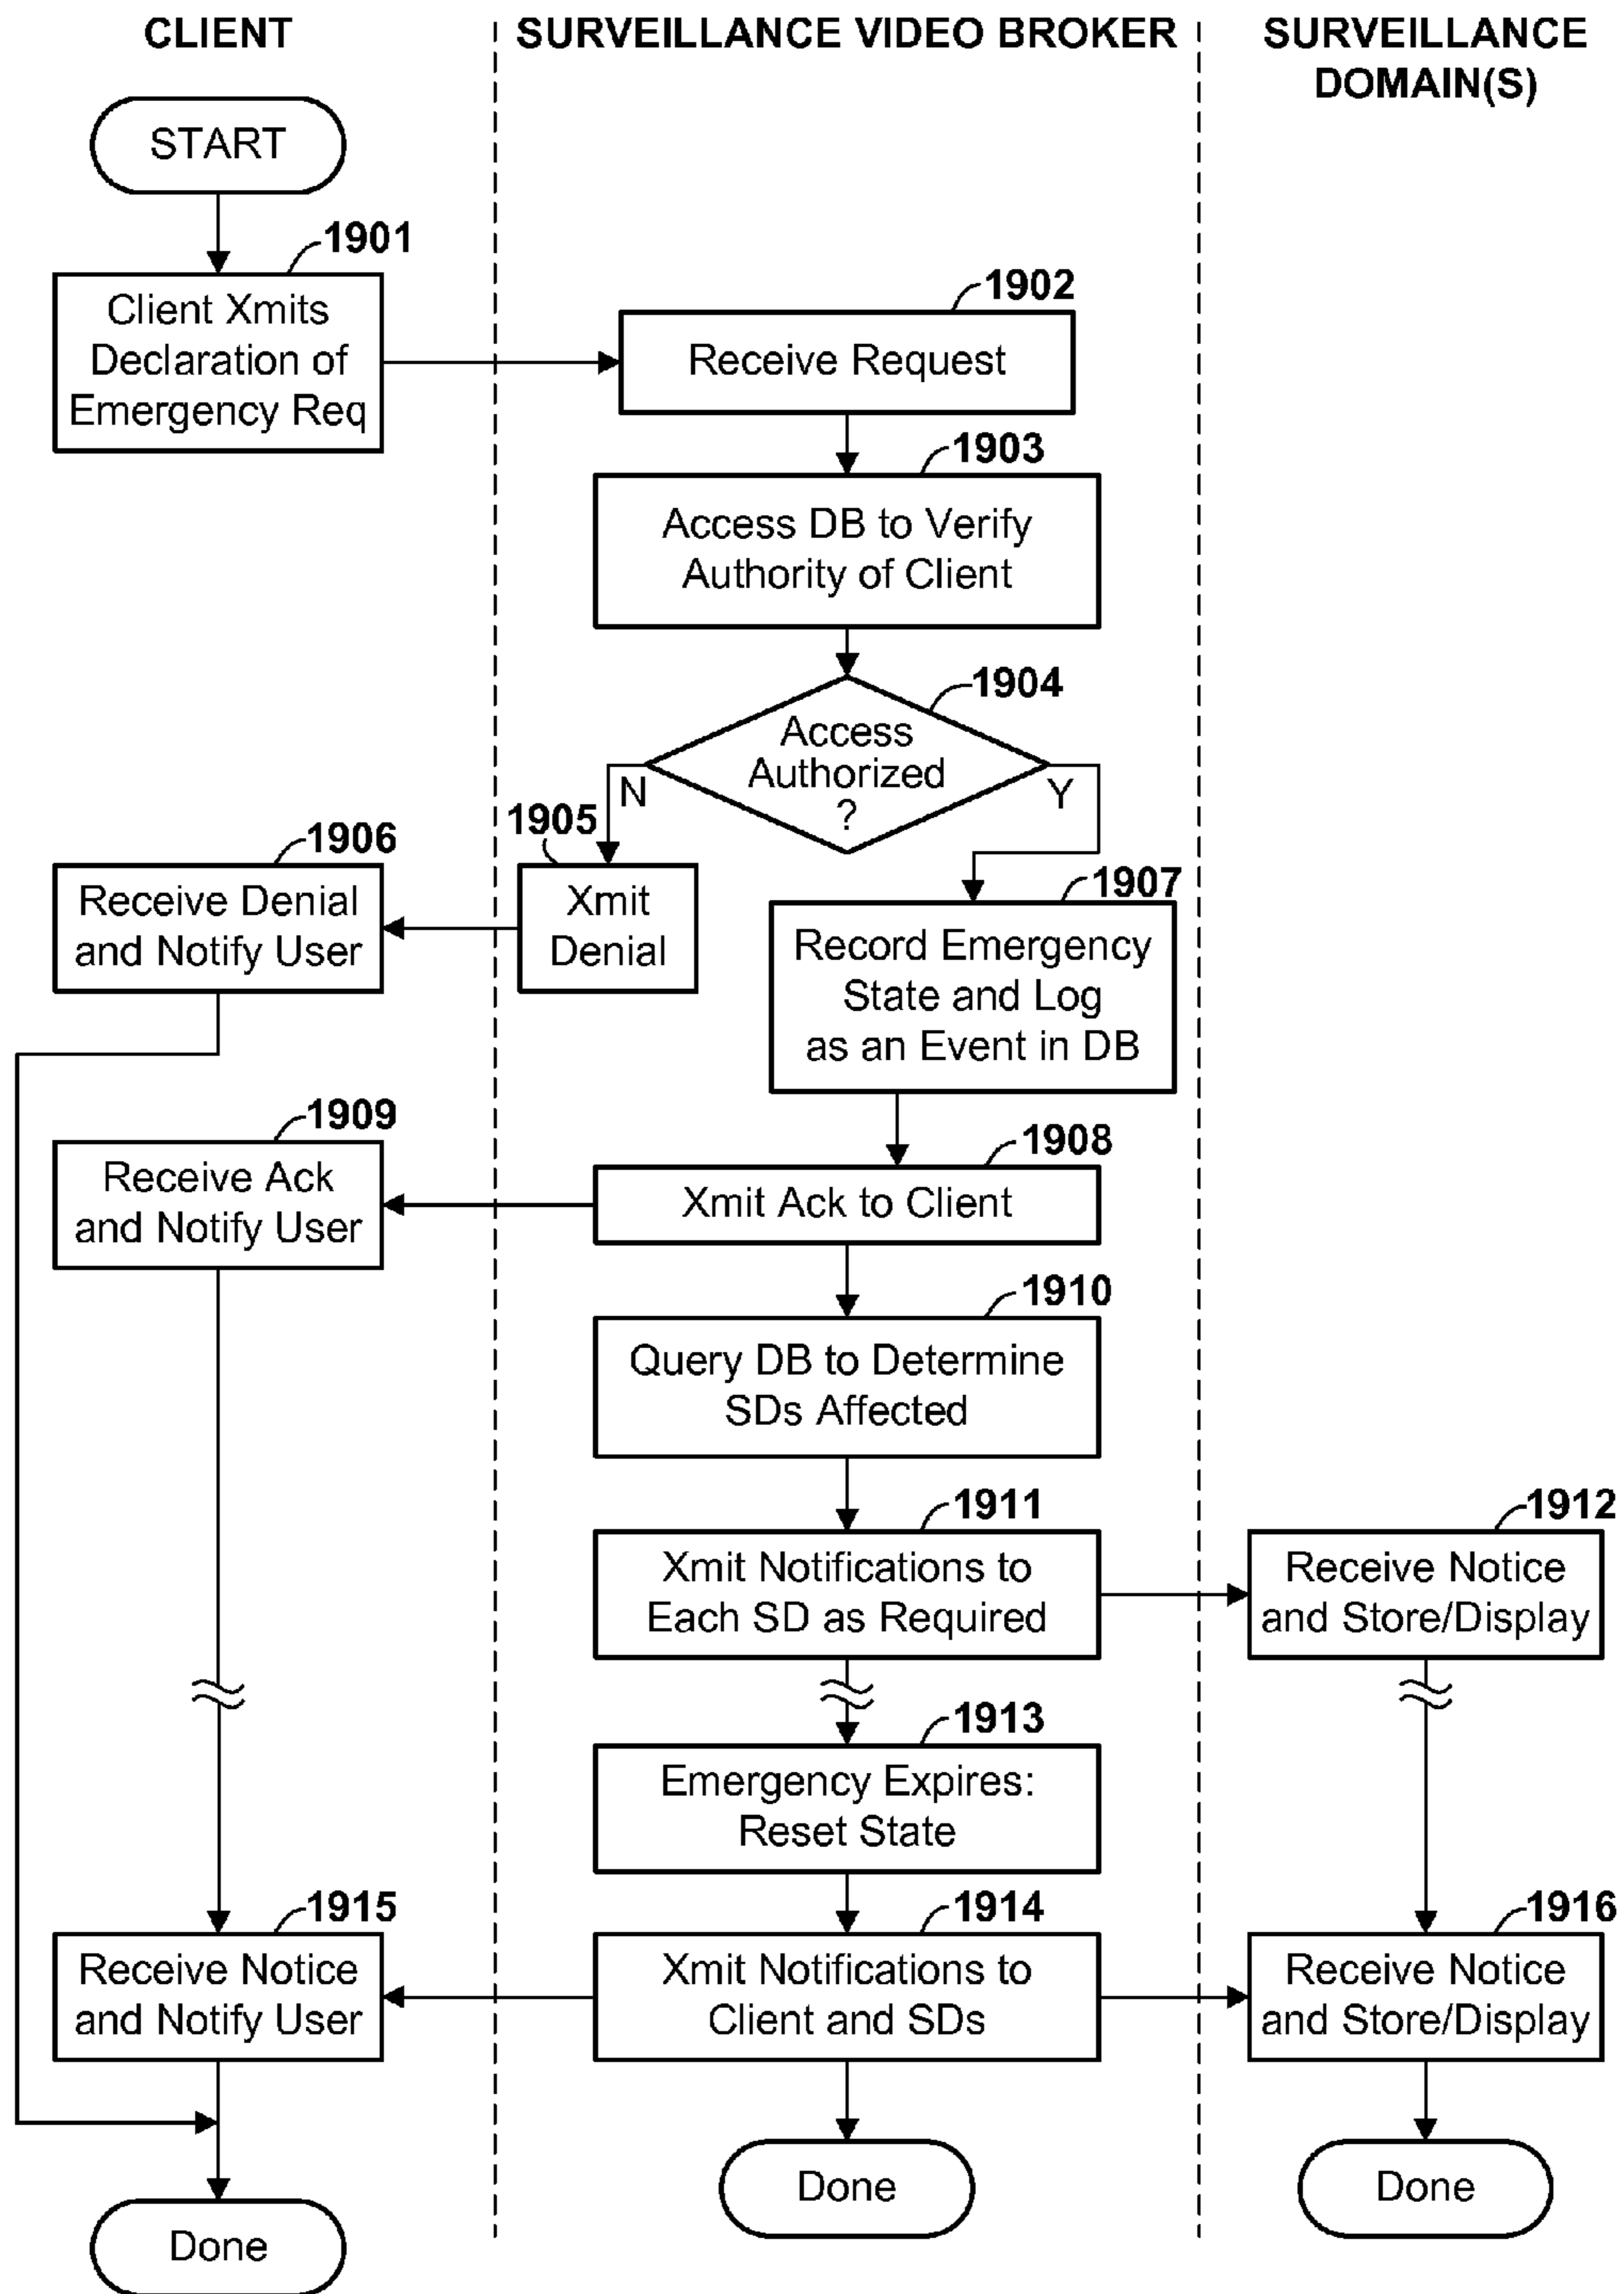 CLIENT
SURVEILLANCE VIDEO BROKER
SURVEILLANCE
DOMAIN(S)
START
1901
Client Xmits
Declaration of
Emergency Req
1902
Receive Request
1903
Access DB to Verify
Authority of Client
1904
Access
Authorized
?
N
Y
1905
Xmit
Denial
1906
Receive Denial
and Notify User
1907
Record Emergency
State and Log
as an Event in DB
1908
Xmit Ack to Client
1909
Receive Ack
and Notify User
1910
Query DB to Determine
SDs Affected
1911
Xmit Notifications to
Each SD as Required
1912
Receive Notice
and Store/Display
1913
Emergency Expires:
Reset State
1914
Xmit Notifications to
Client and SDs
1915
Receive Notice
and Notify User
1916
Receive Notice
and Store/Display
Done
Done
Done